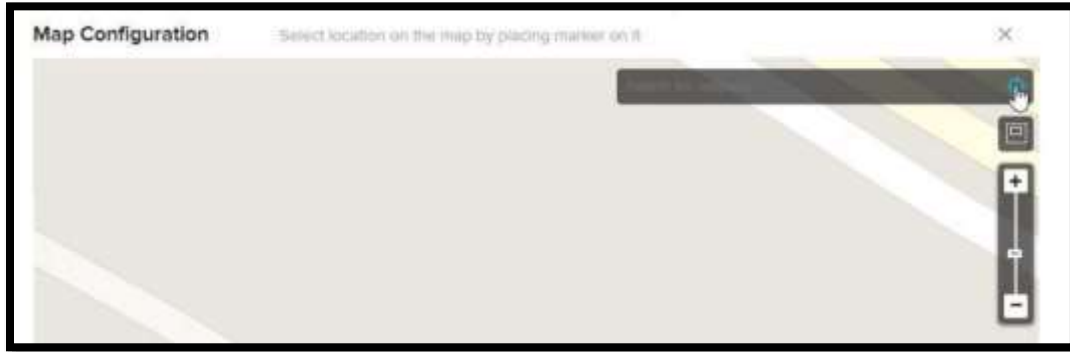 Map Configuration
Select location on the map by placing marker on it
+
−